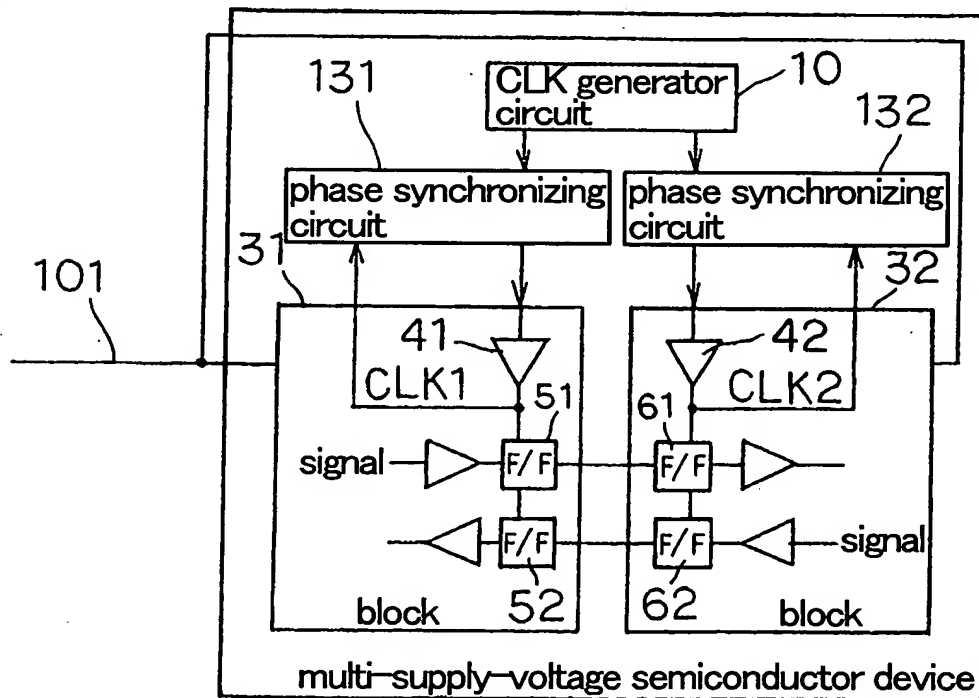 10
CLK generator
circuit
131
132
phase synchronizing
circuit
phase synchronizing
circuit
31
32
101
41
42
CLK1
CLK2
51
61
signal
F/F
F/F
F/F
F/F
signal
52
62
block
block
multi-supply-voltage semiconductor device